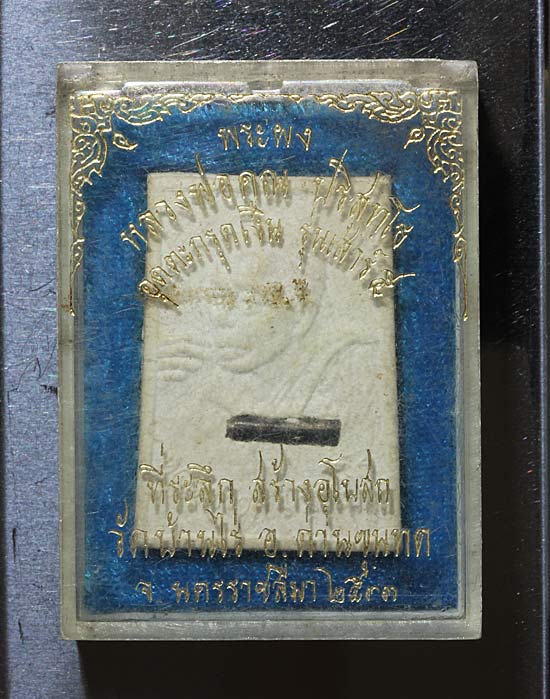 พระผง
หลวงพ่อคูณ ปริสุทโธ
อุดตะกรุดเงิน รุ่นเสาร์ ๕
ที่ระลึก สร้างอุโบสถ
วัดบ้านไร่ อ. ด่านขุนทด
จ. นครราชสีมา ๒๕๓๓